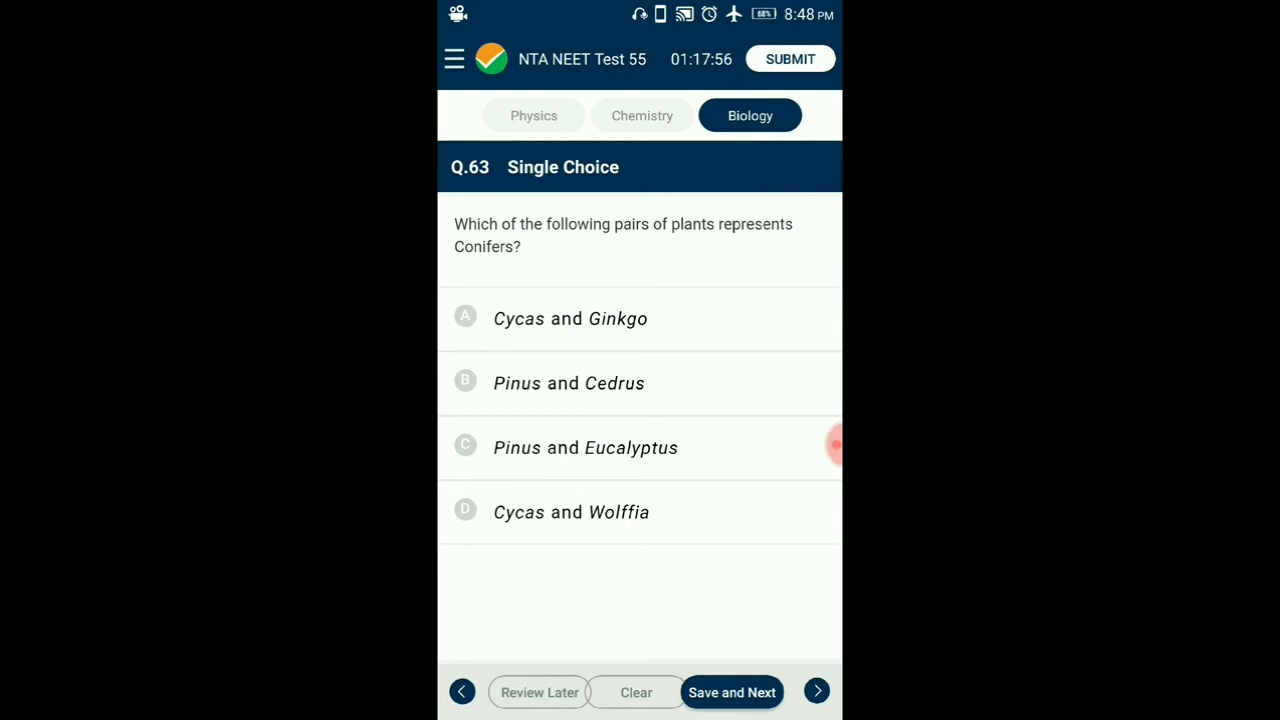 68% 8:48 PM
NTA NEET Test 55 01:17:56 SUBMIT
Physics Chemistry Biology
Q.63 Single Choice
Which of the following pairs of plants represents
Conifers?
A Cycas and Ginkgo
B Pinus and Cedrus
C Pinus and Eucalyptus
D Cycas and Wolffia
Review Later Clear Save and Next